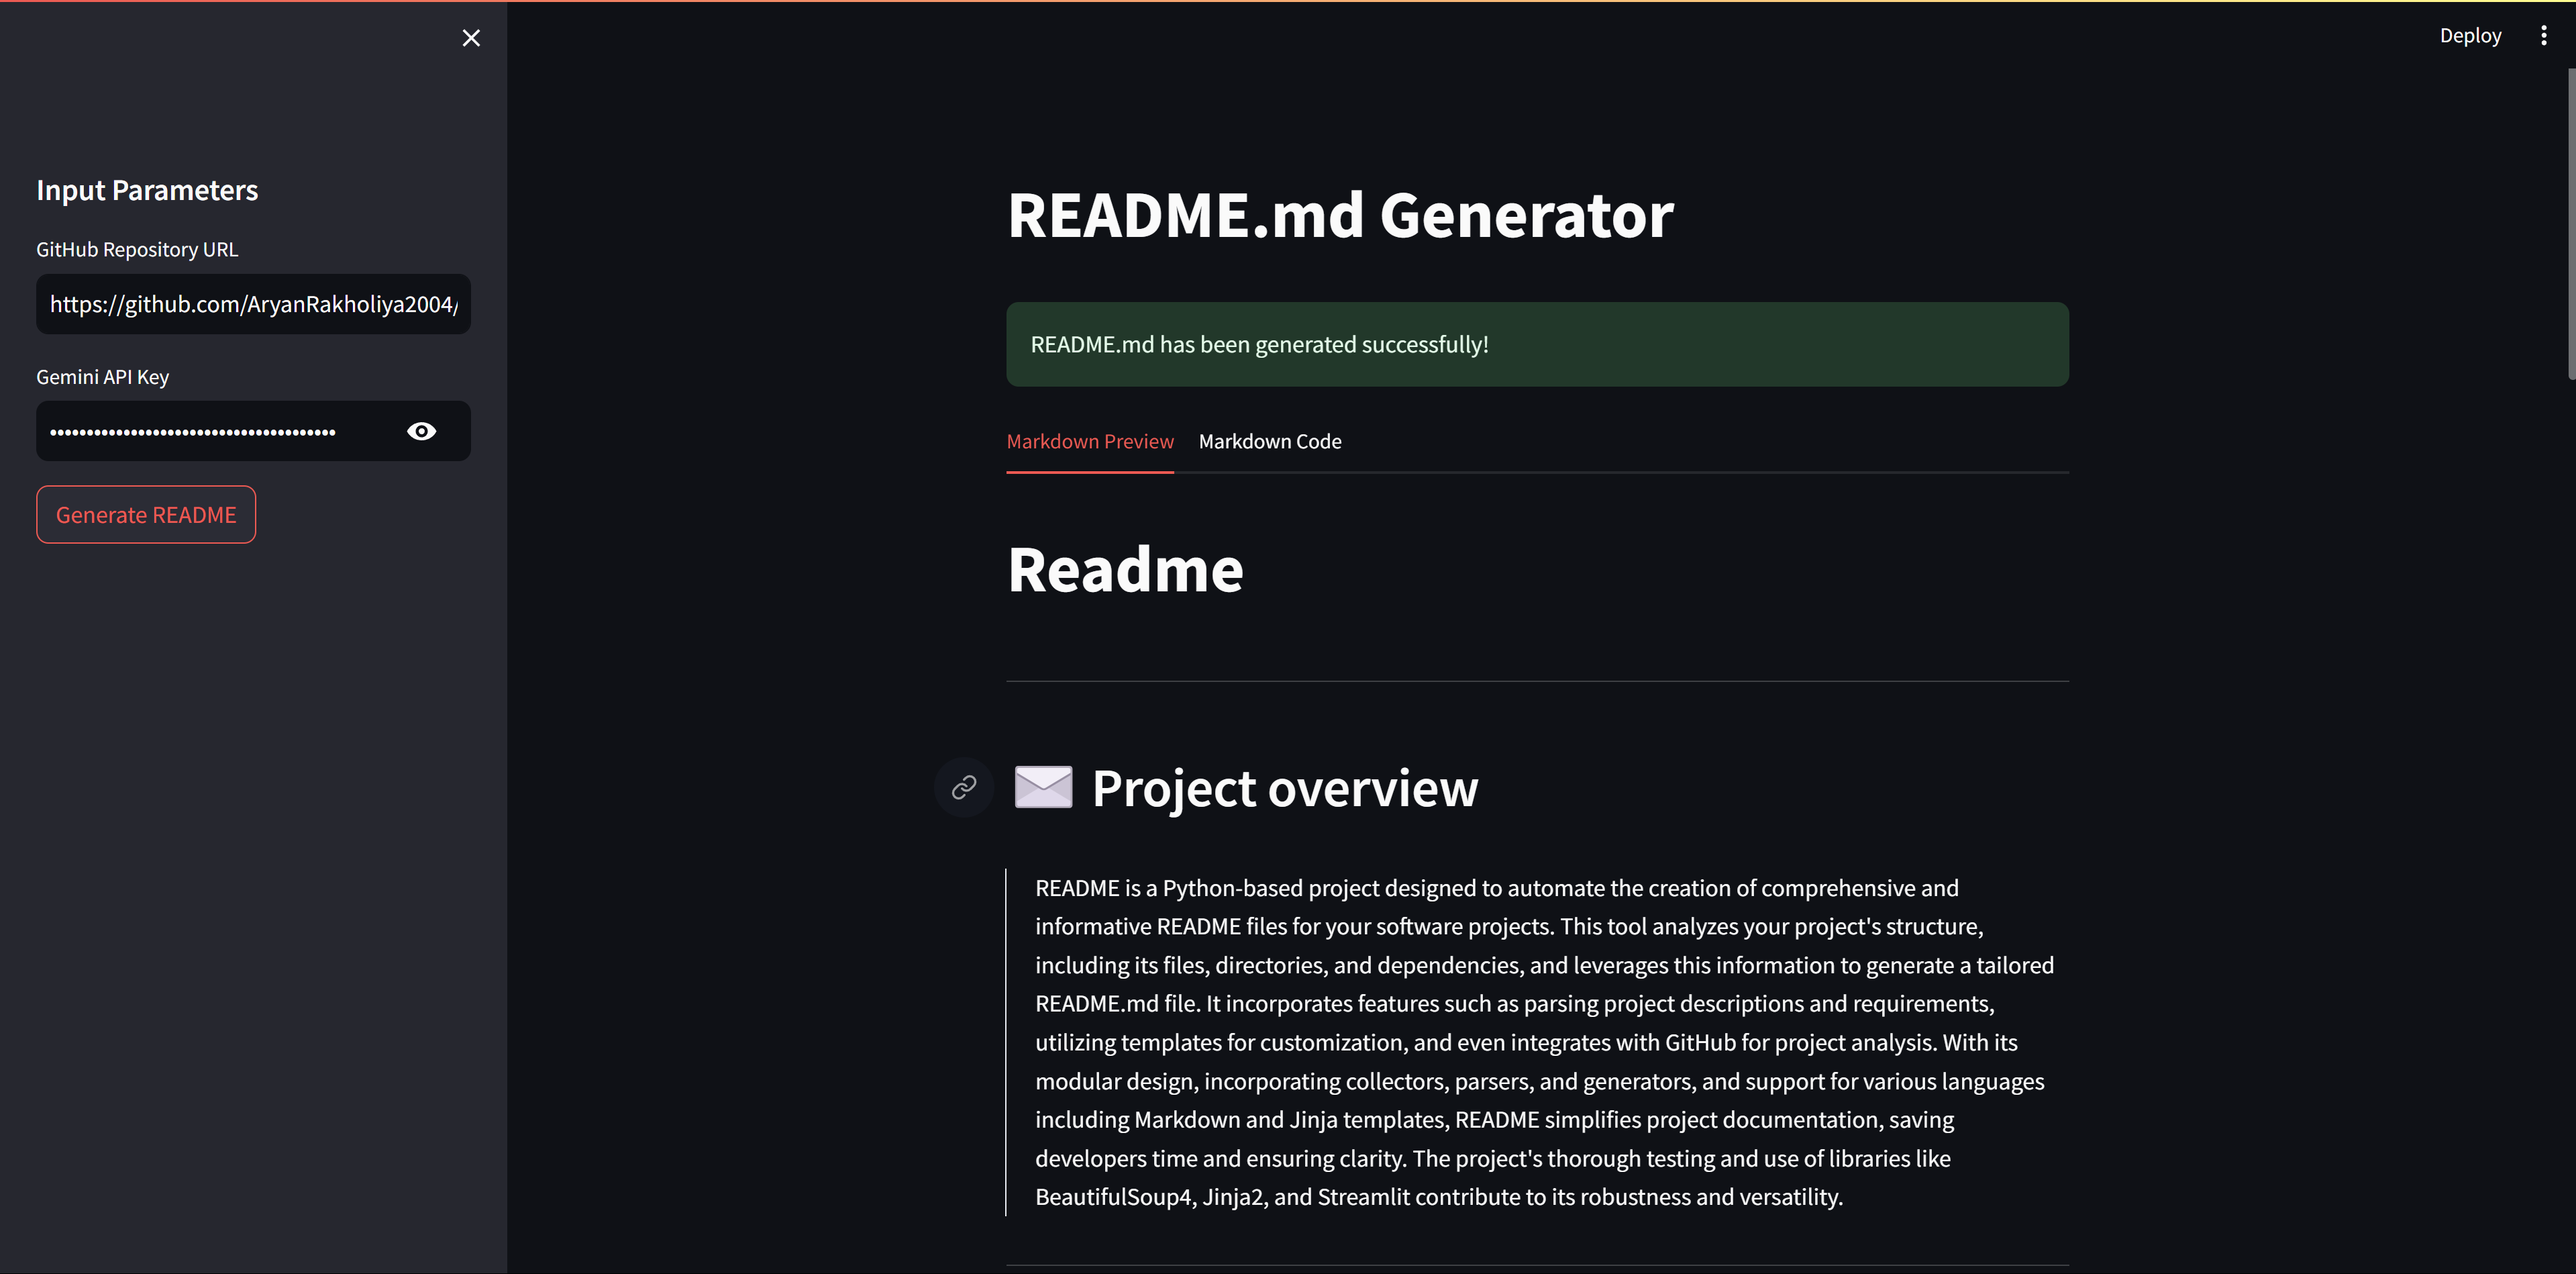 Deploy
Input Parameters
GitHub Repository URL
https://github.com/AryanRakholiya2004/
Gemini API Key
Generate README
README.md Generator
README.md has been generated successfully!
Markdown Preview
Markdown Code
Readme
Project overview
README is a Python-based project designed to automate the creation of comprehensive and
informative README files for your software projects. This tool analyzes your project's structure,
including its files, directories, and dependencies, and leverages this information to generate a tailored
README.md file. It incorporates features such as parsing project descriptions and requirements,
utilizing templates for customization, and even integrates with GitHub for project analysis. With its
modular design, incorporating collectors, parsers, and generators, and support for various languages
including Markdown and Jinja templates, README simplifies project documentation, saving
developers time and ensuring clarity. The project's thorough testing and use of libraries like
BeautifulSoup4, Jinja2, and Streamlit contribute to its robustness and versatility.